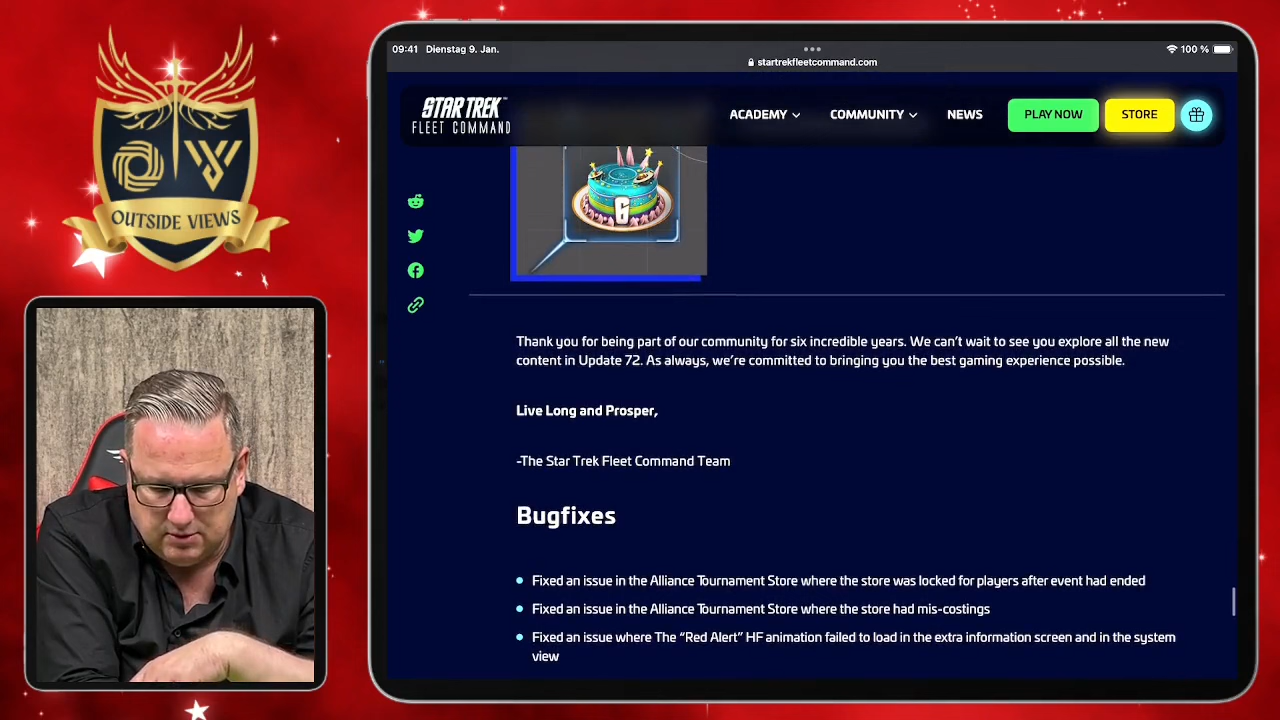 09:41 Dienstag 9. Jan.
100 %
startrekfleetcommand.com
STAR TREK
FLEET COMMAND
ACADEMY
COMMUNITY
NEWS
PLAY NOW
STORE
OUTSIDE VIEWS
6
Thank you for being part of our community for six incredible years. We can’t wait to see you explore all the new
content in Update 72. As always, we’re committed to bringing you the best gaming experience possible.
Live Long and Prosper,
-The Star Trek Fleet Command Team
Bugfixes
Fixed an issue in the Alliance Tournament Store where the store was locked for players after event had ended
Fixed an issue in the Alliance Tournament Store where the store had mis-costings
Fixed an issue where The “Red Alert” HF animation failed to load in the extra information screen and in the system
view